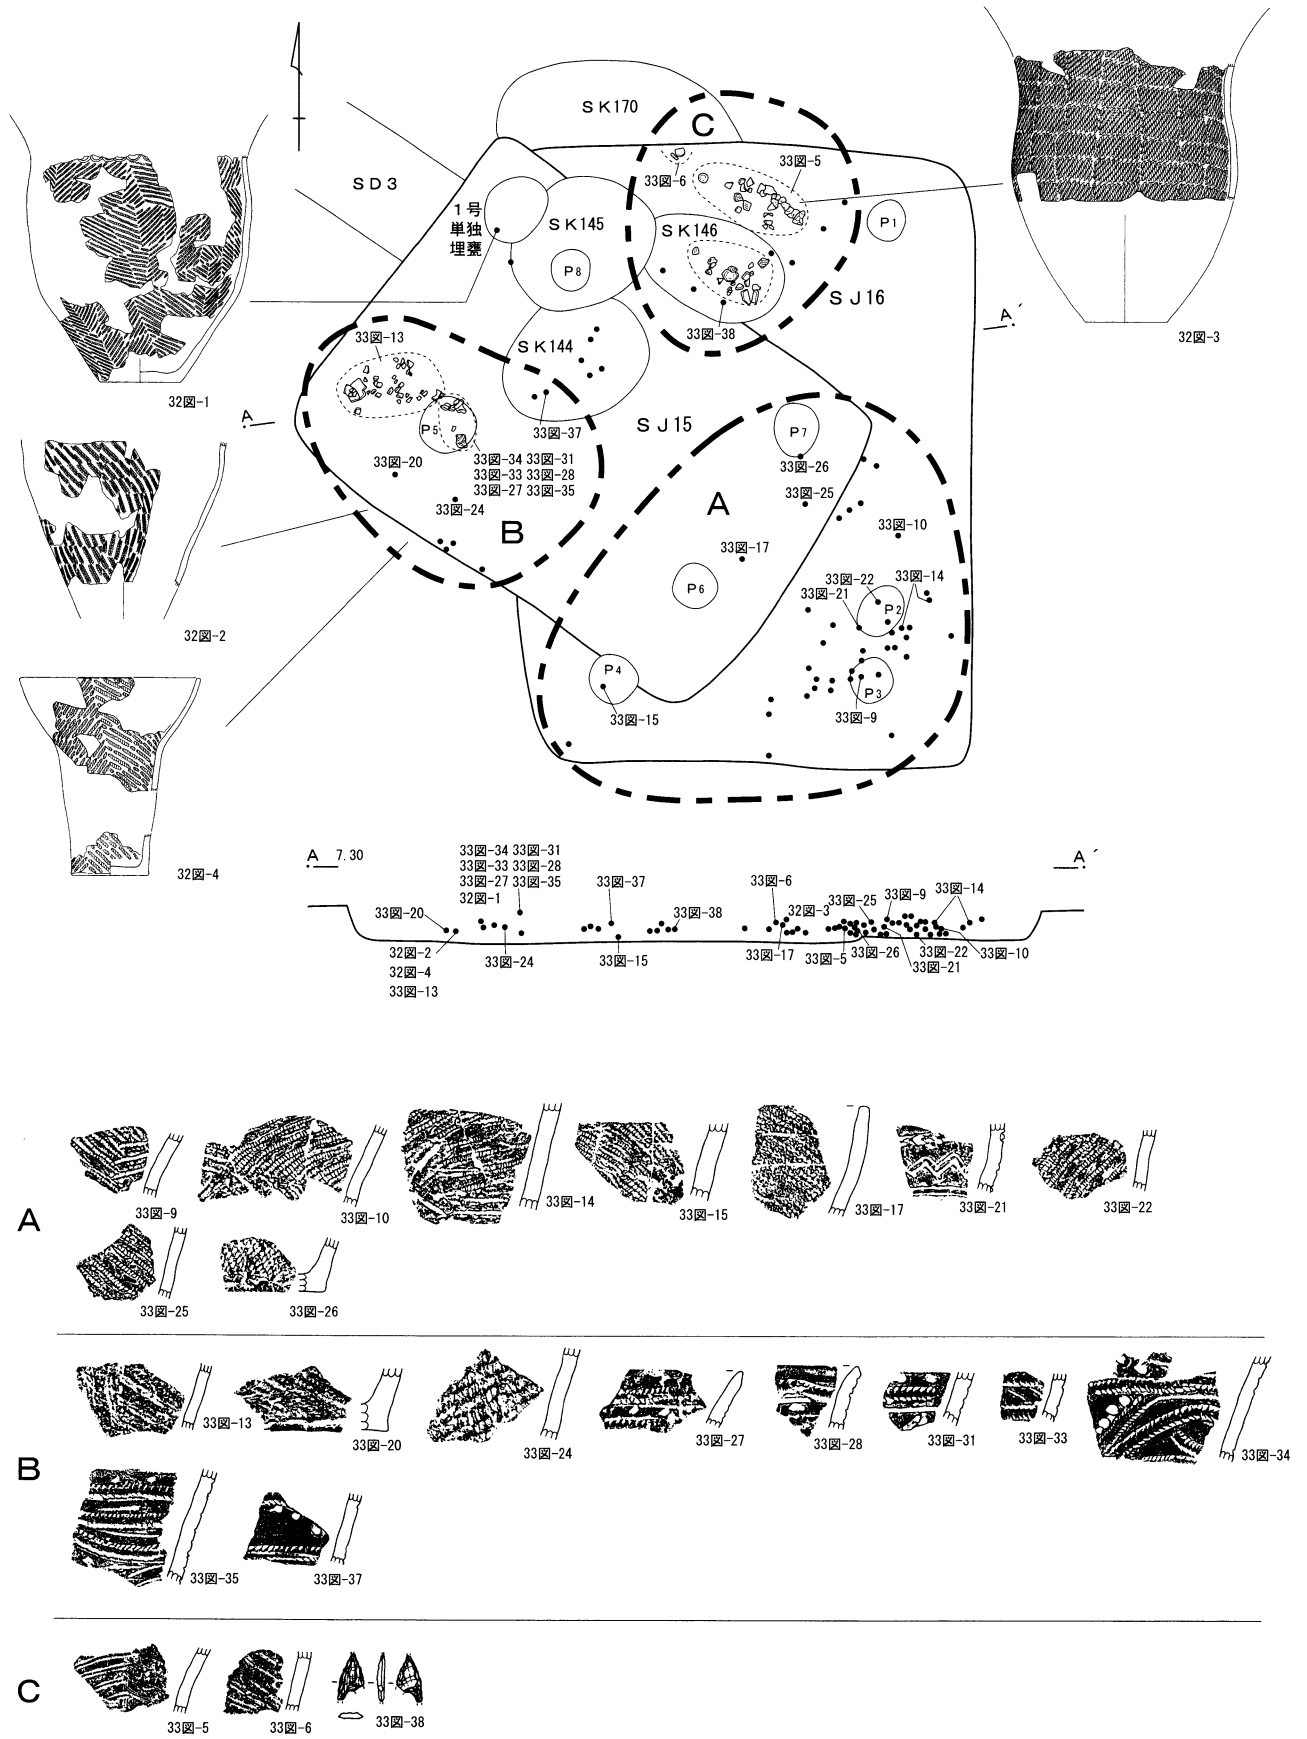 SK170
C
33図-5
33図-6
SD3
1号
単独
埋甕
SK145
SK146
P1
P8
SJ16
A´
33図-38
32図-3
33図-13
SK144
32図-1
A
P5
33図-37
SJ15
P7
33図-20
33図-34 33図-31
33図-33 33図-28
33図-27 33図-35
33図-26
33図-25
33図-24
A
33図-10
B
33図-17
33図-22
33図-14
33図-21
P6
P2
32図-2
P4
P3
33図-15
33図-9
32図-4
A 7.30
A´
33図-34 33図-31
33図-33 33図-28
33図-27 33図-35
32図-1
33図-37
33図-6
33図-9
33図-14
33図-20
33図-38
32図-3
33図-25
32図-2
32図-4
33図-13
33図-24
33図-15
33図-17
33図-5
33図-26
33図-22
33図-21
33図-10
A
33図-9
33図-10
33図-14
33図-15
33図-17
33図-21
33図-22
33図-25
33図-26
B
33図-13
33図-20
33図-24
33図-27
33図-28
33図-31
33図-33
33図-34
33図-35
33図-37
C
33図-5
33図-6
33図-38